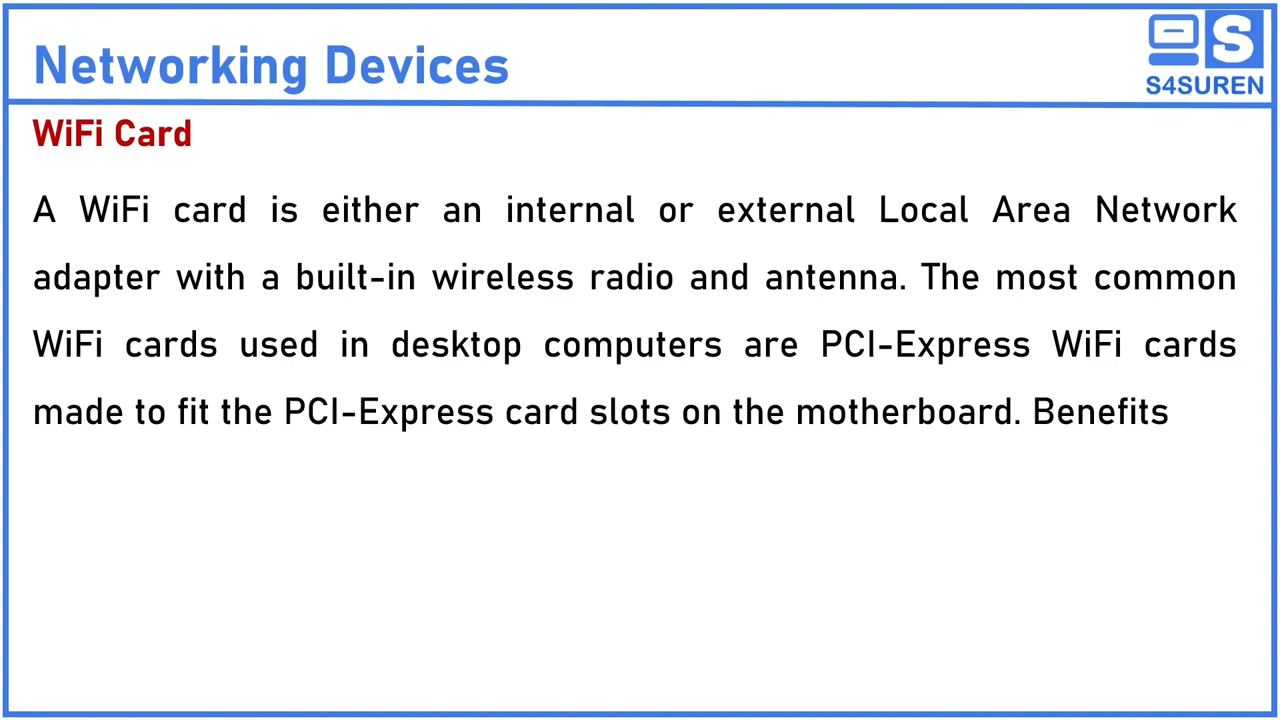 Networking Devices
S4SUREN
WiFi Card
A WiFi card is either an internal or external Local Area Network
adapter with a built-in wireless radio and antenna. The most common
WiFi cards used in desktop computers are PCI-Express WiFi cards
made to fit the PCI-Express card slots on the motherboard. Benefits